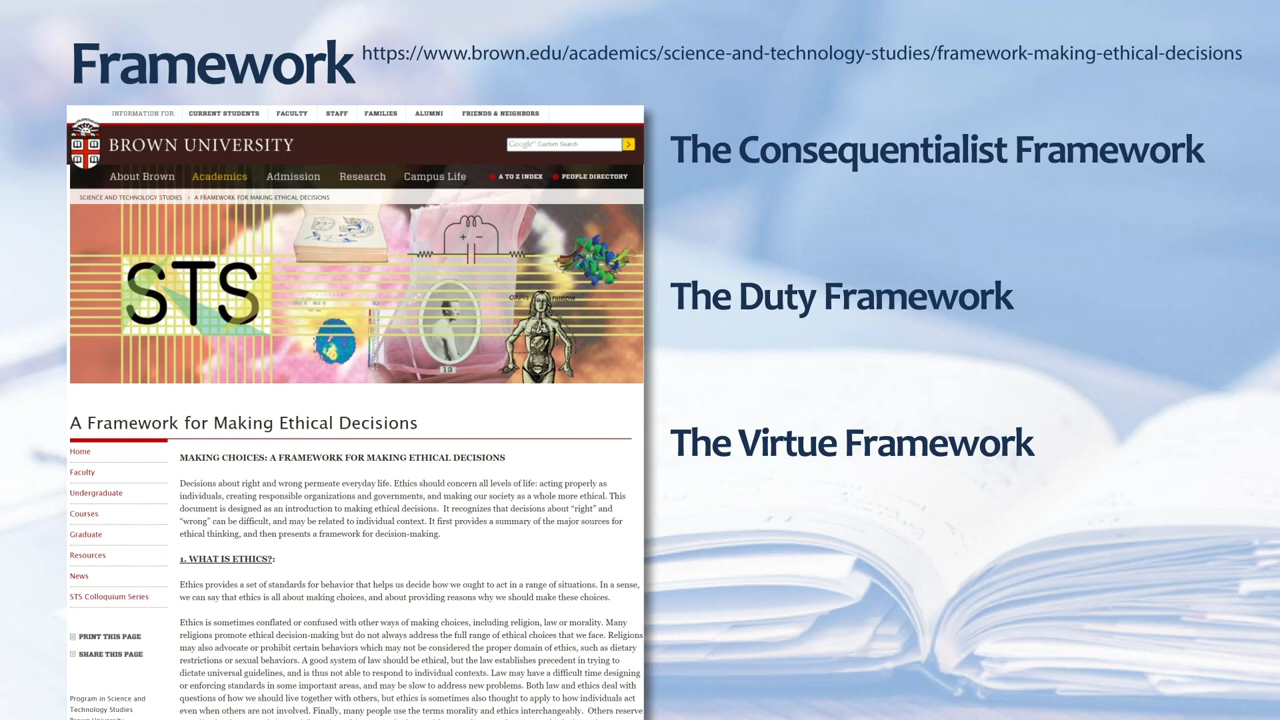 Framework https://www.brown.edu/academics/science-and-technology-studies/framework-making-ethical-decisions
INFORMATION FOR: CURRENT STUDENTS FACULTY STAFF FAMILIES ALUMNI FRIENDS & NEIGHBORS
BROWN UNIVERSITY
Google Custom Search
About Brown Academics Admission Research Campus Life A TO Z INDEX PEOPLE DIRECTORY
SCIENCE AND TECHNOLOGY STUDIES › A FRAMEWORK FOR MAKING ETHICAL DECISIONS
STS
13
A Framework for Making Ethical Decisions
Home
Faculty
Undergraduate
Courses
Graduate
Resources
News
STS Colloquium Series
PRINT THIS PAGE
SHARE THIS PAGE
Program in Science and
Technology Studies
Brown University
MAKING CHOICES: A FRAMEWORK FOR MAKING ETHICAL DECISIONS
Decisions about right and wrong permeate everyday life. Ethics should concern all levels of life: acting properly as
individuals, creating responsible organizations and governments, and making our society as a whole more ethical. This
document is designed as an introduction to making ethical decisions. It recognizes that decisions about “right” and
“wrong” can be difficult, and may be related to individual context. It first provides a summary of the major sources for
ethical thinking, and then presents a framework for decision-making.
1. WHAT IS ETHICS?:
Ethics provides a set of standards for behavior that helps us decide how we ought to act in a range of situations. In a sense,
we can say that ethics is all about making choices, and about providing reasons why we should make these choices.
Ethics is sometimes conflated or confused with other ways of making choices, including religion, law or morality. Many
religions promote ethical decision-making but do not always address the full range of ethical choices that we face. Religions
may also advocate or prohibit certain behaviors which may not be considered the proper domain of ethics, such as dietary
restrictions or sexual behaviors. A good system of law should be ethical, but the law establishes precedent in trying to
dictate universal guidelines, and is thus not able to respond to individual contexts. Law may have a difficult time designing
or enforcing standards in some important areas, and may be slow to address new problems. Both law and ethics deal with
questions of how we should live together with others, but ethics is sometimes also thought to apply to how individuals act
even when others are not involved. Finally, many people use the terms morality and ethics interchangeably. Others reserve
The Consequentialist Framework
The Duty Framework
The Virtue Framework